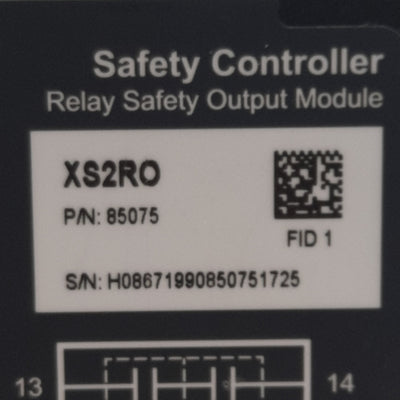 Safety Controller
Relay Safety Output Module
XS2RO
P/N: 85075
FID 1
S/N: H08671990850751725
13 14